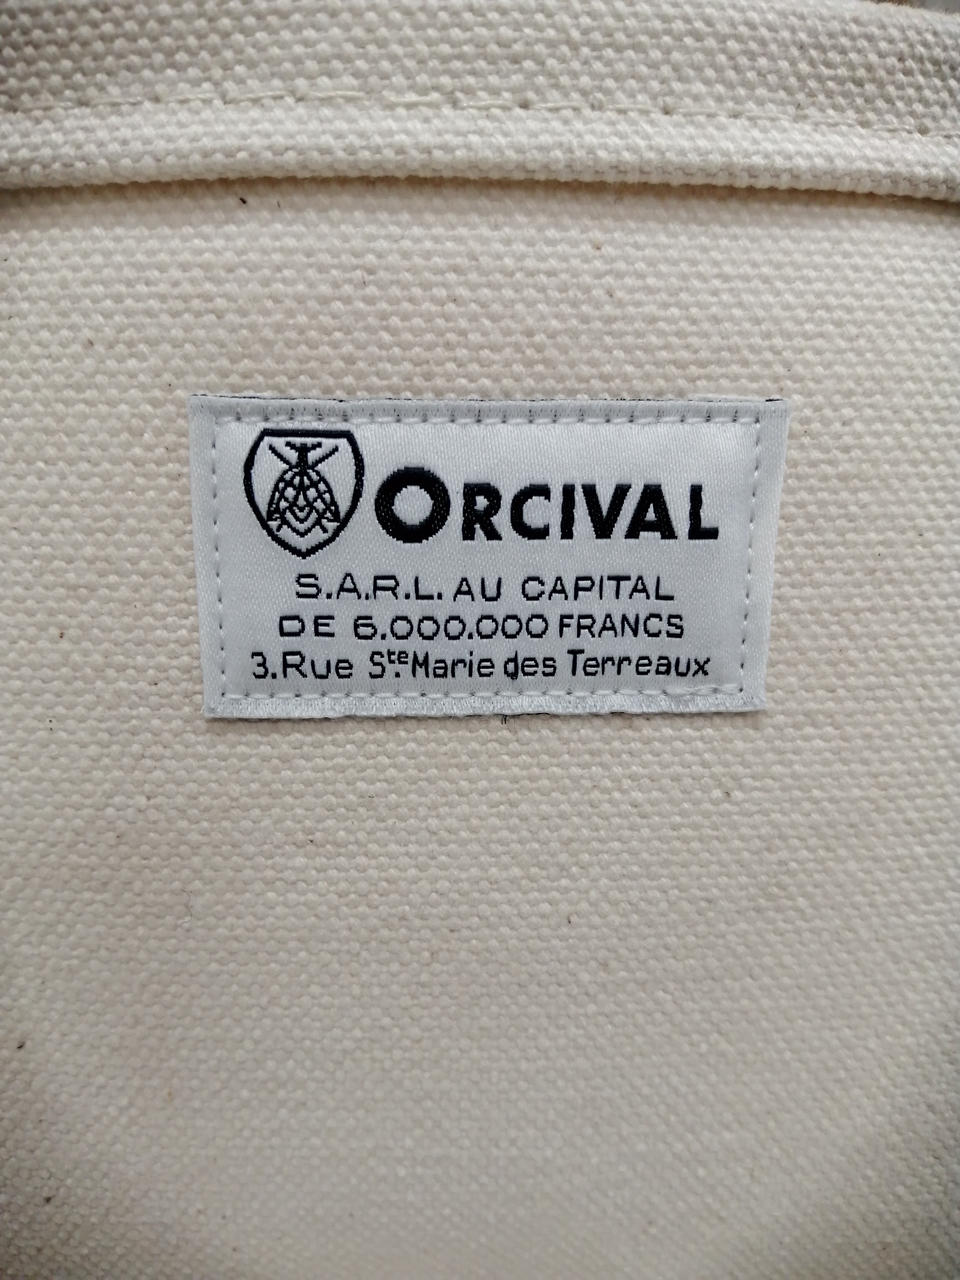 ORCIVAL
S.A.R.L. AU CAPITAL
DE 6.000.000 FRANCS
3.Rue Ste. Marie des Terreaux